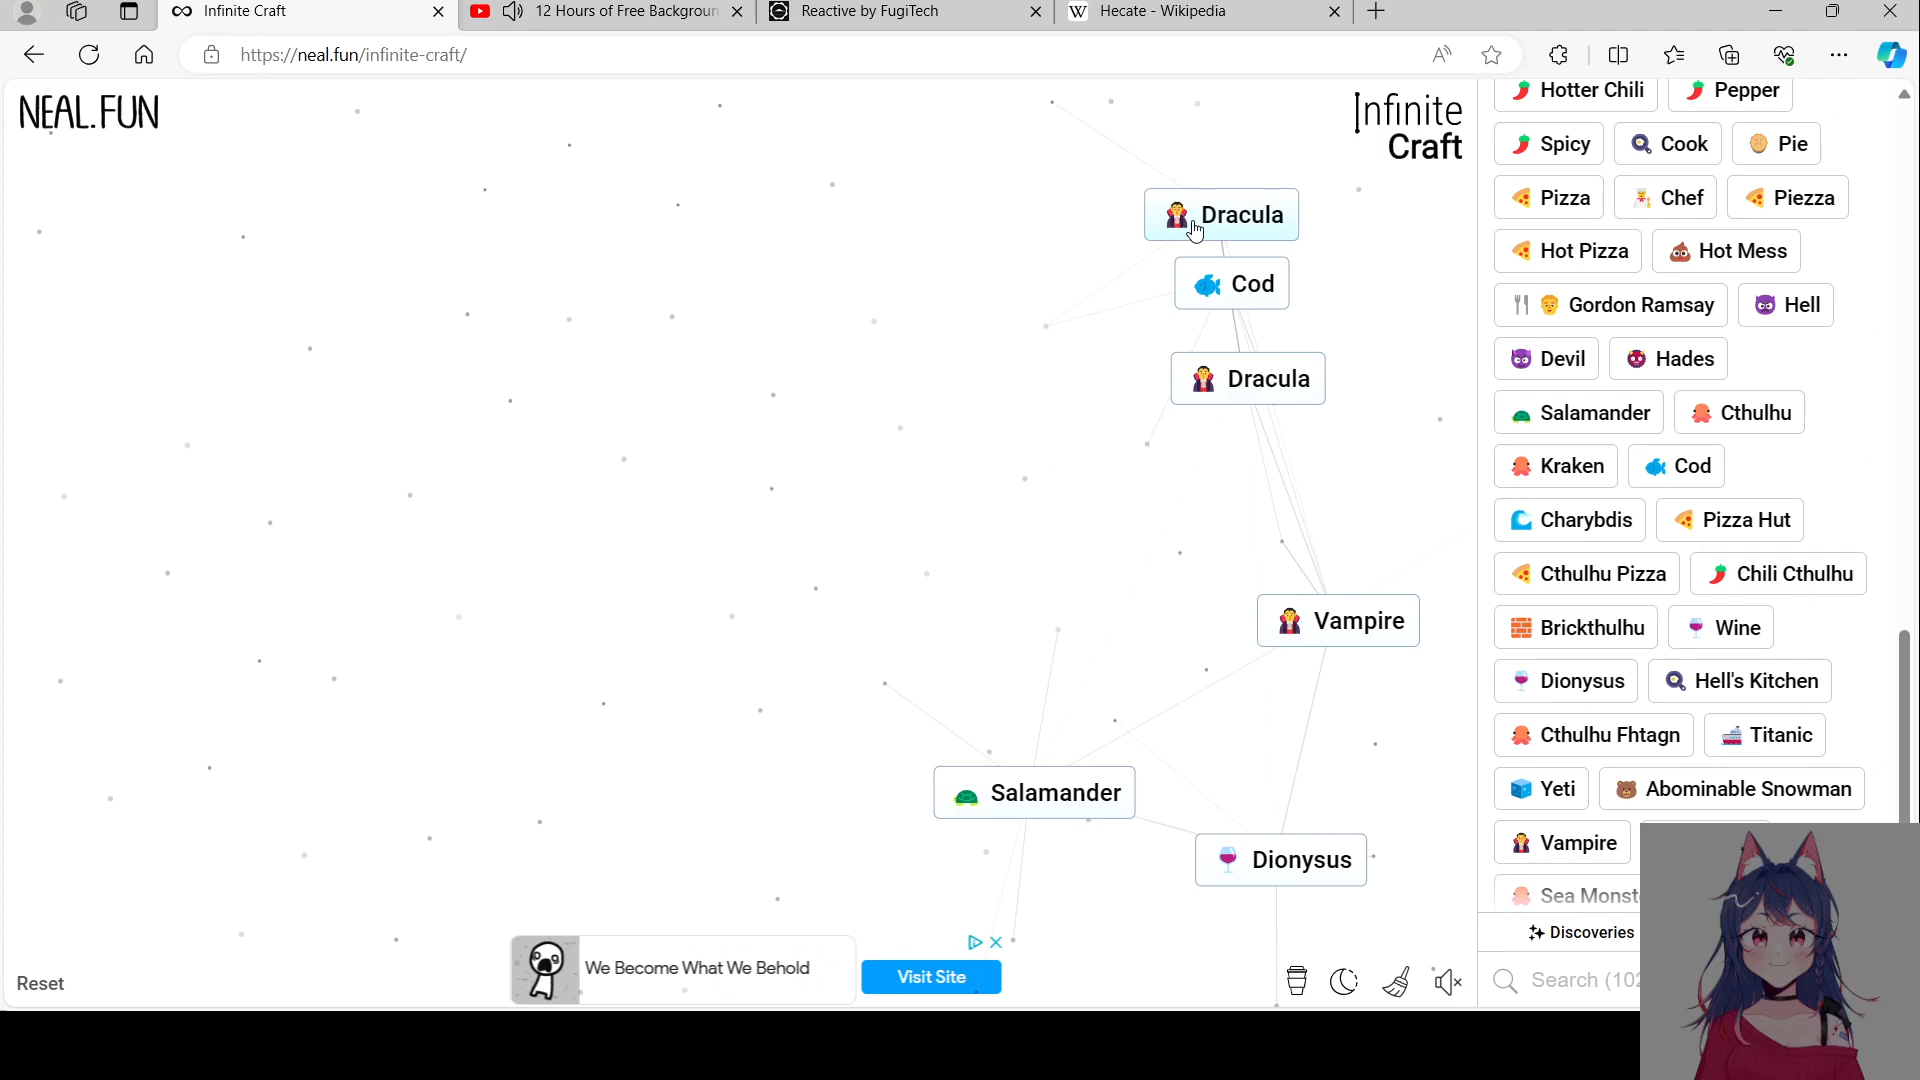 Infinite Craft
12 Hours of Free Backgroun
Reactive by FugiTech
Hecate - Wikipedia
https://neal.fun/infinite-craft/
NEAL.FUN
Infinite
Craft
Dracula
Cod
Dracula
Vampire
Salamander
Dionysus
Hotter Chili Pepper
Spicy Cook Pie
Pizza Chef Piezza
Hot Pizza Hot Mess
Gordon Ramsay Hell
Devil Hades
Salamander Cthulhu
Kraken Cod
Charybdis Pizza Hut
Cthulhu Pizza Chili Cthulhu
Brickthulhu Wine
Dionysus Hell's Kitchen
Cthulhu Fhtagn Titanic
Yeti Abominable Snowman
Vampire
Sea Monst
Discoveries
Search (102
We Become What We Behold
Visit Site
Reset